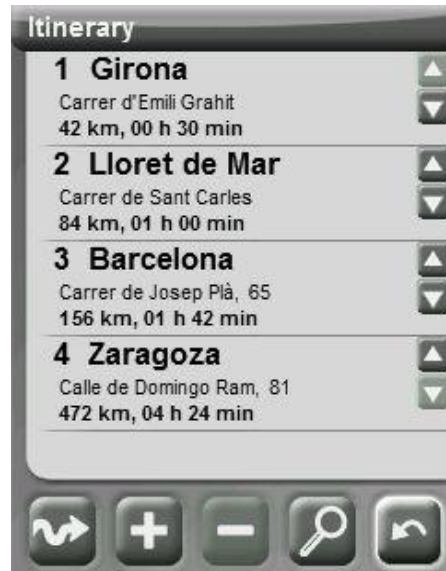 Itinerary
1 Girona
Carrer d'Emili Grahit
42 km, 00 h 30 min
2 Lloret de Mar
Carrer de Sant Carles
84 km, 01 h 00 min
3 Barcelona
Carrer de Josep Plà, 65
156 km, 01 h 42 min
4 Zaragoza
Calle de Domingo Ram, 81
472 km, 04 h 24 min